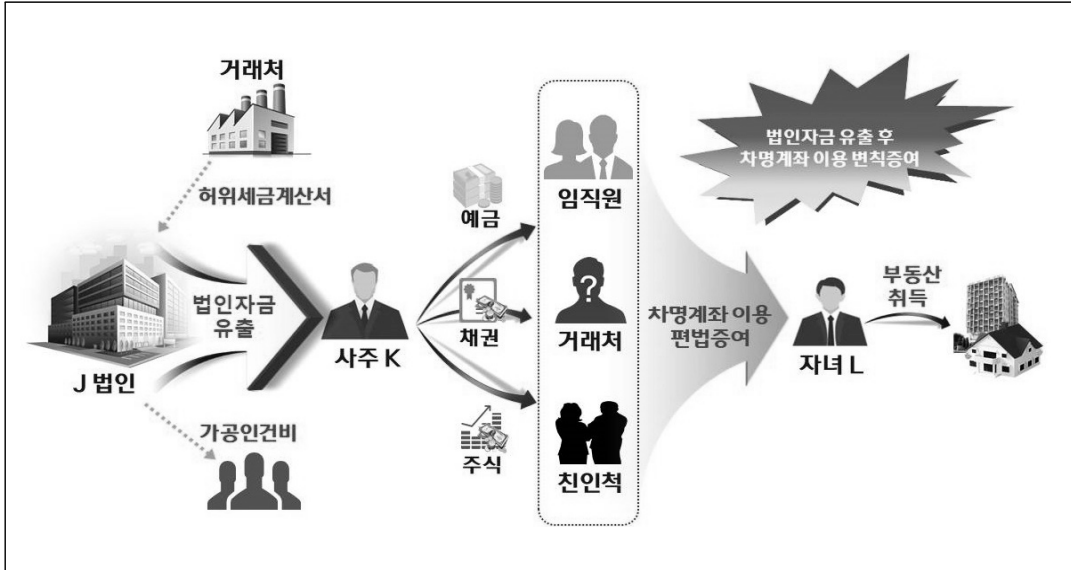 거래처
허위세금계산서
J 법인
법인자금
유출
가공인건비
사주 K
예금
채권
주식
임직원
?
거래처
친인척
차명계좌 이용
편법증여
법인자금 유출 후
차명계좌 이용 변칙증여
자녀 L
부동산
취득